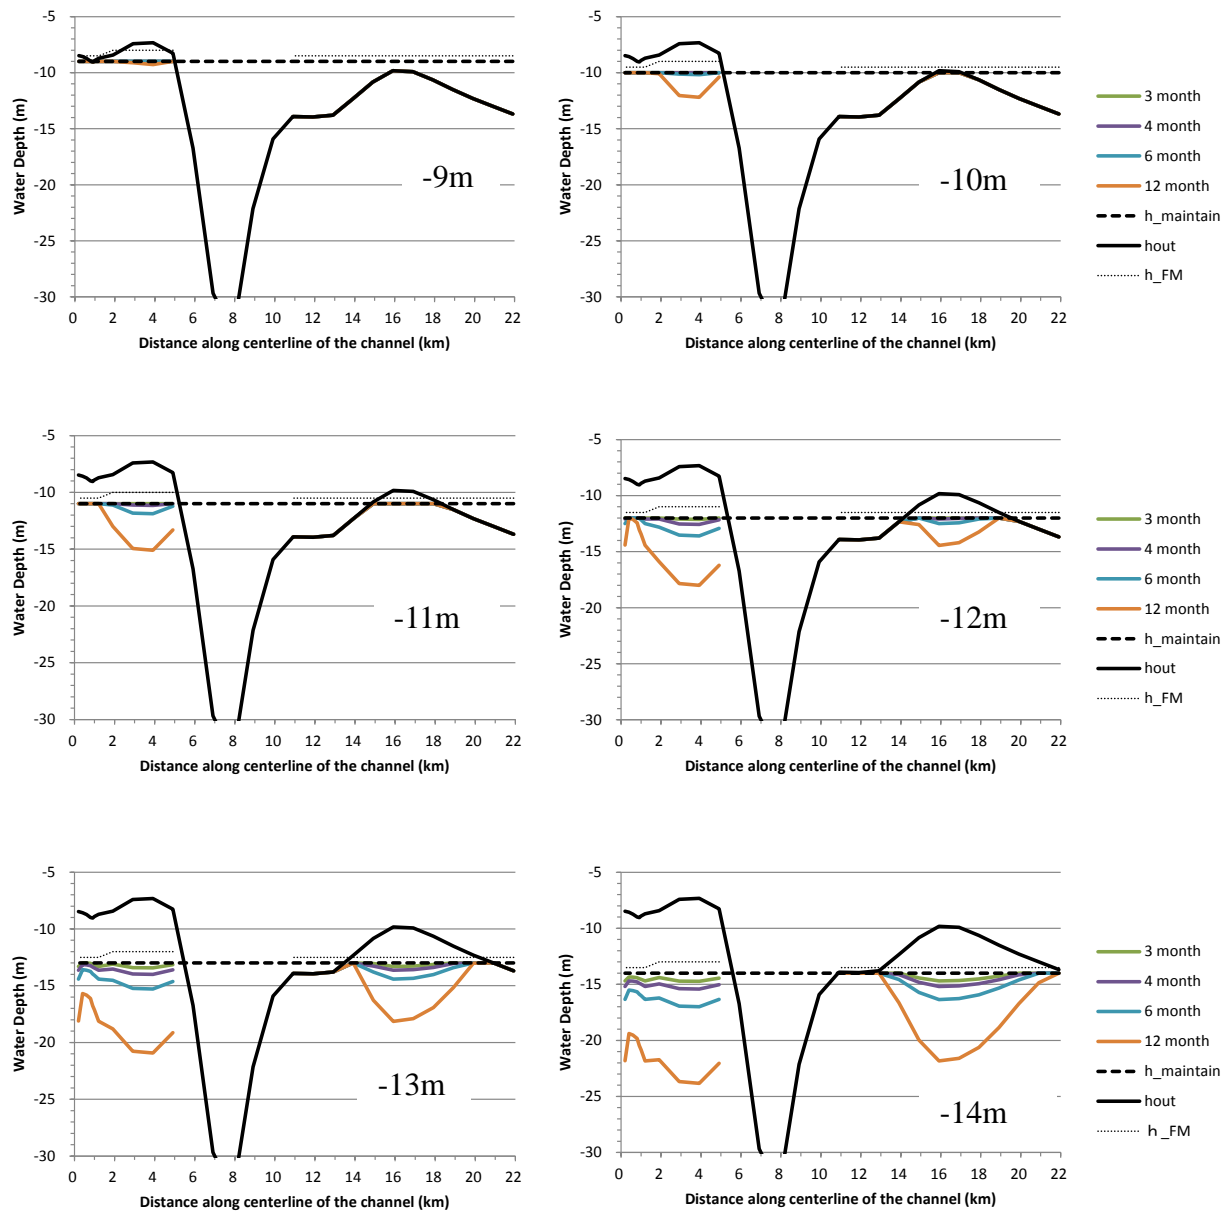 -5
-10
-15
-20
-25
-30
Water Depth (m)
0 2 4 6 8 10 12 14 16 18 20 22
Distance along centerline of the channel (km)
-9m
-5
-10
-15
-20
-25
-30
Water Depth (m)
0 2 4 6 8 10 12 14 16 18 20 22
Distance along centerline of the channel (km)
-10m
3 month
4 month
6 month
12 month
h_maintain
hout
h_FM
-5
-10
-15
-20
-25
-30
Water Depth (m)
0 2 4 6 8 10 12 14 16 18 20 22
Distance along centerline of the channel (km)
-11m
-5
-10
-15
-20
-25
-30
Water Depth (m)
0 2 4 6 8 10 12 14 16 18 20 22
Distance along centerline of the channel (km)
-12m
3 month
4 month
6 month
12 month
h_maintain
hout
h_FM
-5
-10
-15
-20
-25
-30
Water Depth (m)
0 2 4 6 8 10 12 14 16 18 20 22
Distance along centerline of the channel (km)
-13m
-5
-10
-15
-20
-25
-30
Water Depth (m)
0 2 4 6 8 10 12 14 16 18 20 22
Distance along centerline of the channel (km)
-14m
3 month
4 month
6 month
12 month
h_maintain
hout
h_FM